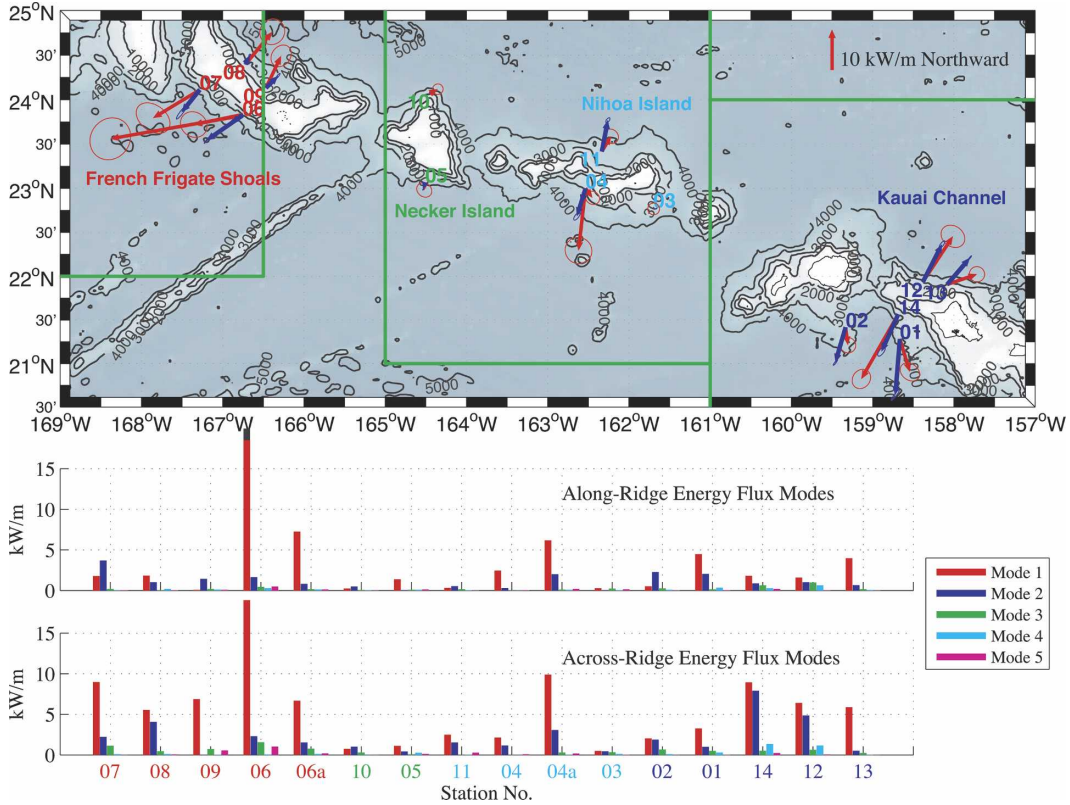 25°N
30'
24°N
30'
23°N
30'
22°N
30'
21°N
30'
10 kW/m Northward
08
07
09
06
French Frigate Shoals
10
05
Necker Island
Nihoa Island
11
04
03
Kauai Channel
12
13
14
02
01
5000
4000
3000
2000
169°W 168°W 167°W 166°W 165°W 164°W 163°W 162°W 161°W 160°W 159°W 158°W 157°W
Along-Ridge Energy Flux Modes
kW/m
15
10
5
0
Across-Ridge Energy Flux Modes
kW/m
15
10
5
0
Mode 1
Mode 2
Mode 3
Mode 4
Mode 5
07 08 09 06 06a 10 05 11 04 04a 03 02 01 14 12 13
Station No.